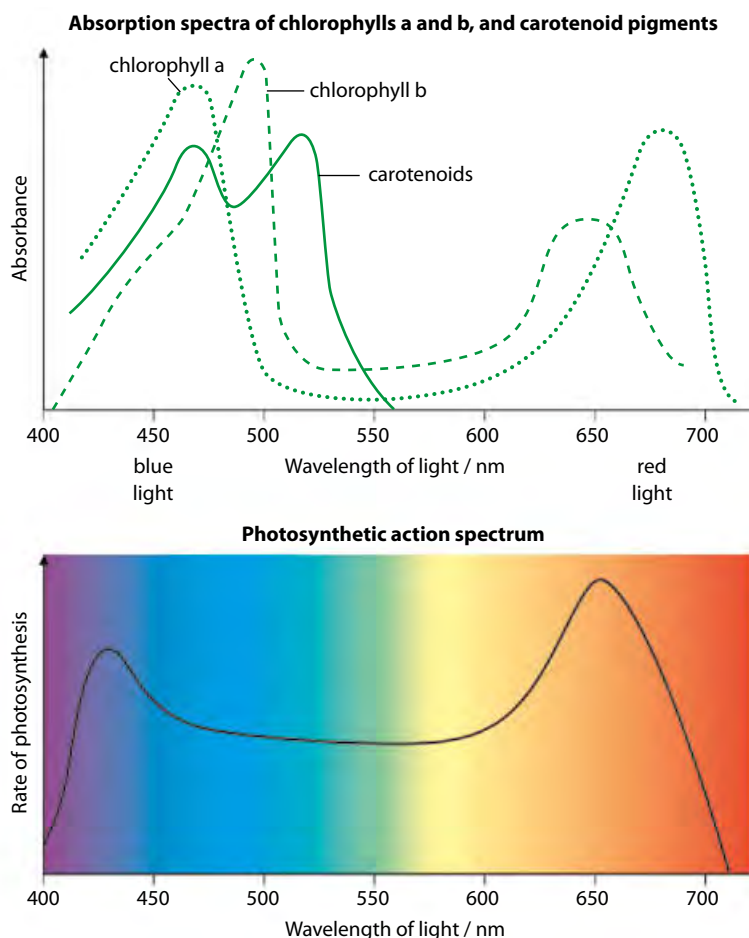 Absorption spectra of chlorophylls a and b, and carotenoid pigments
chlorophyll a
chlorophyll b
carotenoids
Absorbance
400 450 500 550 600 650 700
blue light
Wavelength of light / nm
red light
Photosynthetic action spectrum
Rate of photosynthesis
400 450 500 550 600 650 700
Wavelength of light / nm